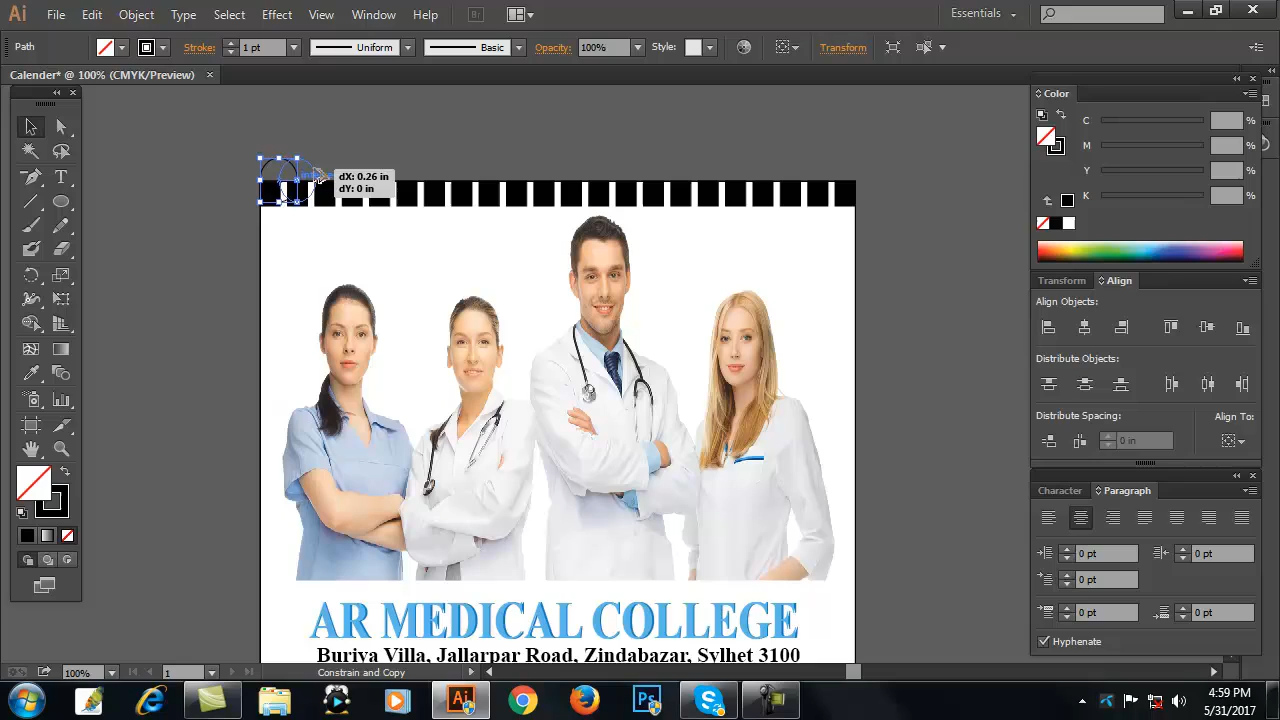 Ai File Edit Object Type Select Effect View Window Help Br Essentials
Path Stroke: 1 pt Uniform Basic Opacity: 100% Style: Transform
Calender* @ 100% (CMYK/Preview)
Color
C %
M %
Y %
K %
dX: 0.26 in
dY: 0 in
Transform Align
Align Objects:
Distribute Objects:
Distribute Spacing: Align To:
0 in
Character Paragraph
0 pt 0 pt
0 pt
0 pt 0 pt
Hyphenate
AR MEDICAL COLLEGE
Buriya Villa, Jallarpar Road, Zindabazar, Sylhet 3100
100% 1 Constrain and Copy
4:59 PM
5/31/2017